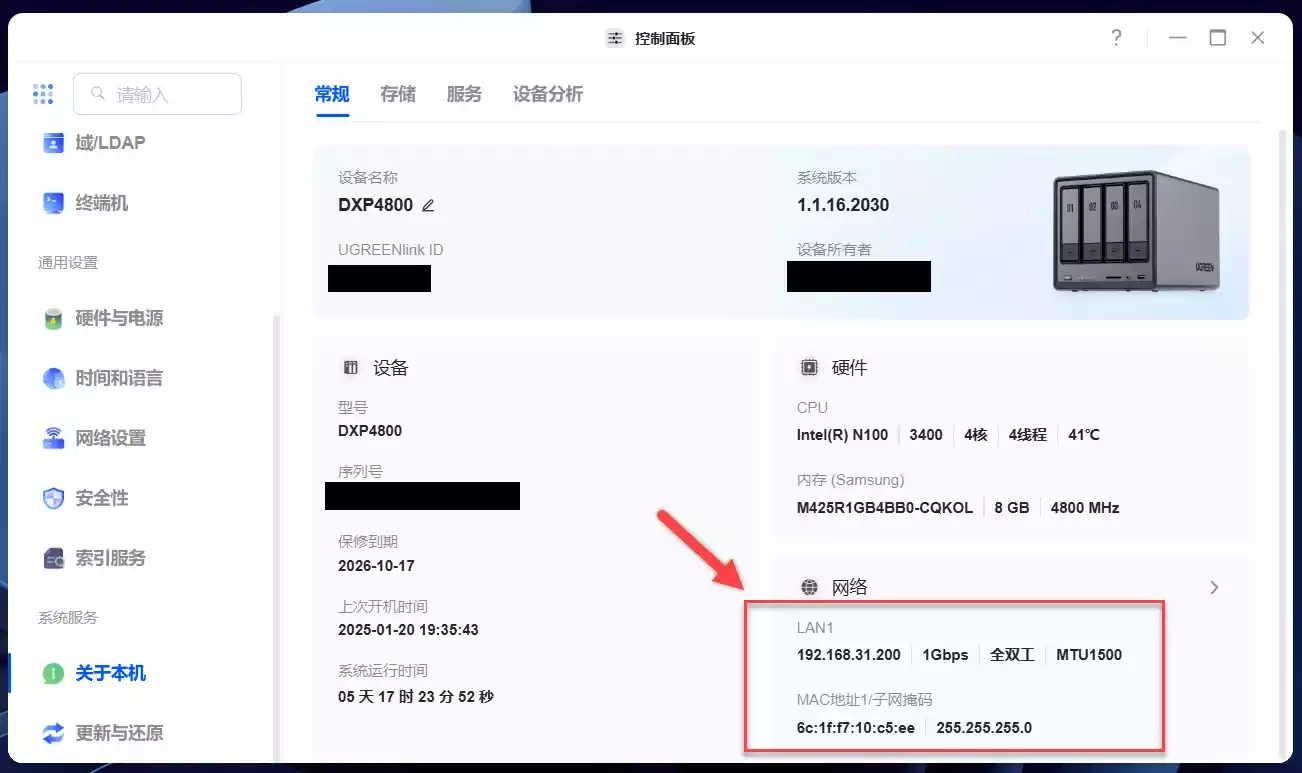 控制面板
?
请输入
域/LDAP
终端机
通用设置
硬件与电源
时间和语言
网络设置
安全性
索引服务
系统服务
关于本机
更新与还原
常规 存储 服务 设备分析
设备名称
DXP4800
UGREENlink ID
系统版本
1.1.16.2030
设备所有者
01 02 03 04
UGREEN
设备
型号
DXP4800
序列号
保修到期
2026-10-17
上次开机时间
2025-01-20 19:35:43
系统运行时间
05 天 17 时 23 分 52 秒
硬件
CPU
Intel(R) N100 3400 4核 4线程 41℃
内存 (Samsung)
M425R1GB4BB0-CQKOL 8 GB 4800 MHz
网络
LAN1
192.168.31.200 1Gbps 全双工 MTU1500
MAC地址1/子网掩码
6c:1f:f7:10:c5:ee 255.255.255.0